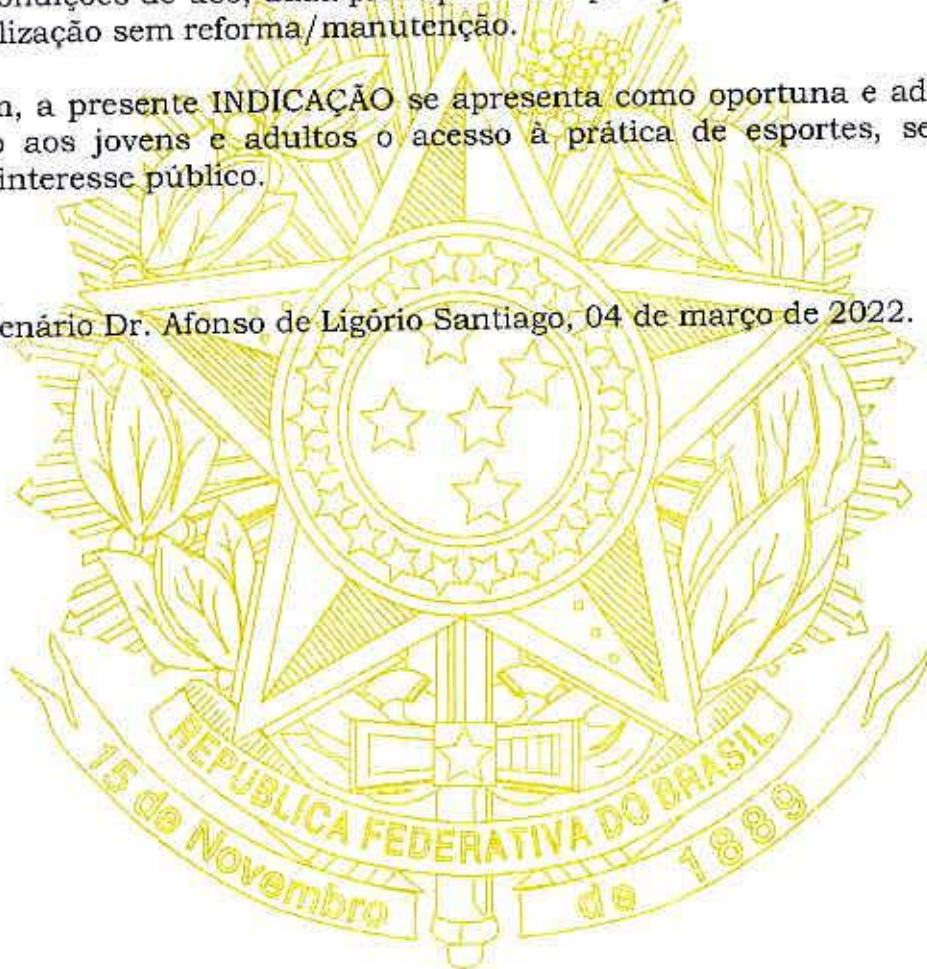 lização sem reforma/manutenção.
n, a presente INDICAÇÃO se apresenta como oportuna e ad
o aos jovens e adultos o acesso à prática de esportes, se
interesse público.
enário Dr. Afonso de Ligório Santiago, 04 de março de 2022.
REPUBLICA FEDERATIVA DO BRASIL
15 de Novembro de 1889